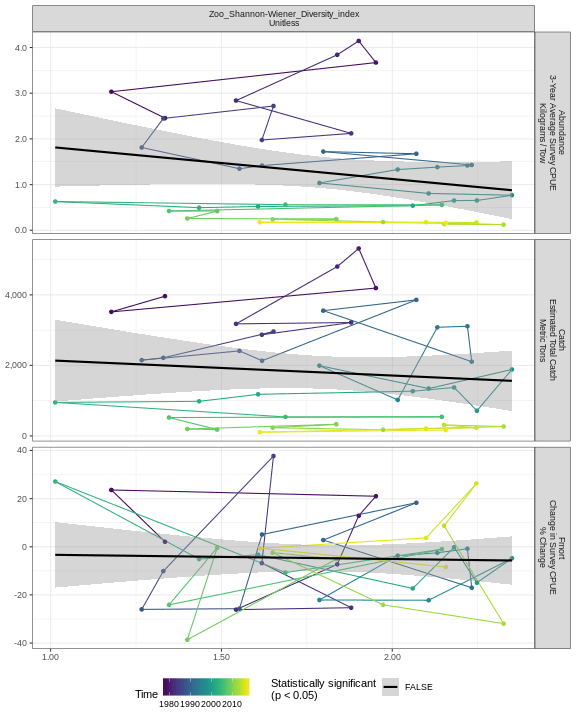 Zoo_Shannon-Wiener_Diversity_index
Unitless
4.0
3.0
2.0
1.0
0.0
Abundance
3-Year Average Survey CPUE
Kilograms / Tow
4,000
2,000
0
Catch
Estimated Total Catch
Metric Tons
40
20
0
-20
-40
Fmort
Change in Survey CPUE
% Change
1.00
1.50
2.00
Time
1980 1990 2000 2010
Statistically significant
(p < 0.05)
FALSE